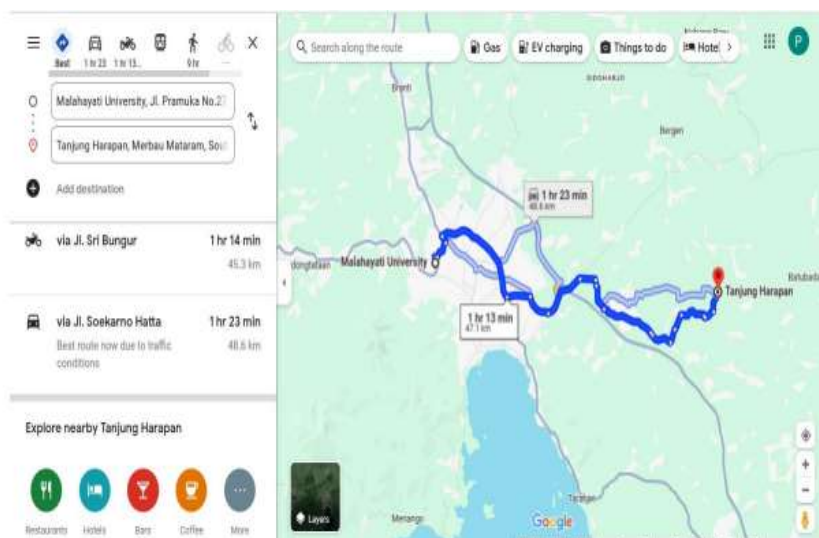 Best
1 hr 23
1 hr 13...
9 hr
Malahayati University, Jl. Pramuka No.27
Tanjung Harapan, Merbau Mataram, Sou
Add destination
via Jl. Sri Bungur
1 hr 14 min
45.3 km
via Jl. Soekarno Hatta
1 hr 23 min
Best route now due to traffic
48.6 km
conditions
Explore nearby Tanjung Harapan
Restaurants
Hotels
Bars
Coffee
More
Search along the route
Gas
EV charging
Things to do
Hotel
P
SIDOHARJO
Branti
Bergen
1 hr 23 min
48.6 km
Malahayati University
Tanjung Harapan
1 hr 13 min
47.1 km
Tarahan
Layers
Google